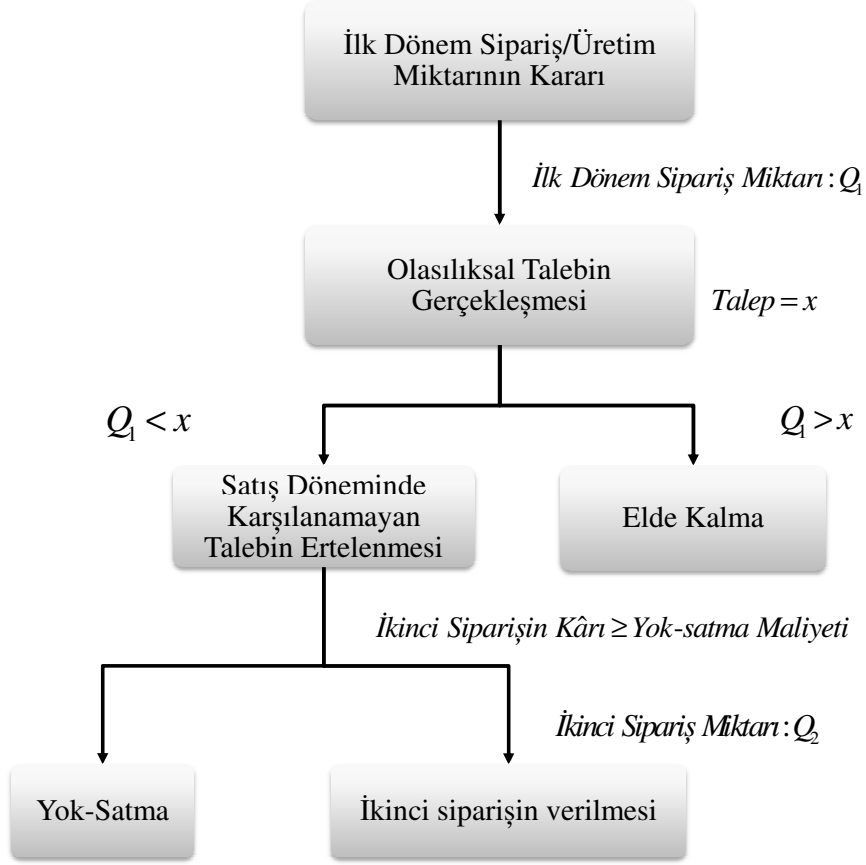 İlk Dönem Sipariş/Üretim
Miktarının Kararı
İlk Dönem Sipariş Miktarı : Q₁
Olasılıksal Talebin
Gerçekleşmesi
Talep = x
Q₁ < x
Q₁ > x
Satış Döneminde
Karşılanamayan
Talebin Ertelenmesi
Elde Kalma
İkinci Siparişin Kârı ≥ Yok-satma Maliyeti
İkinci Sipariş Miktarı : Q₂
Yok-Satma
İkinci siparişin verilmesi